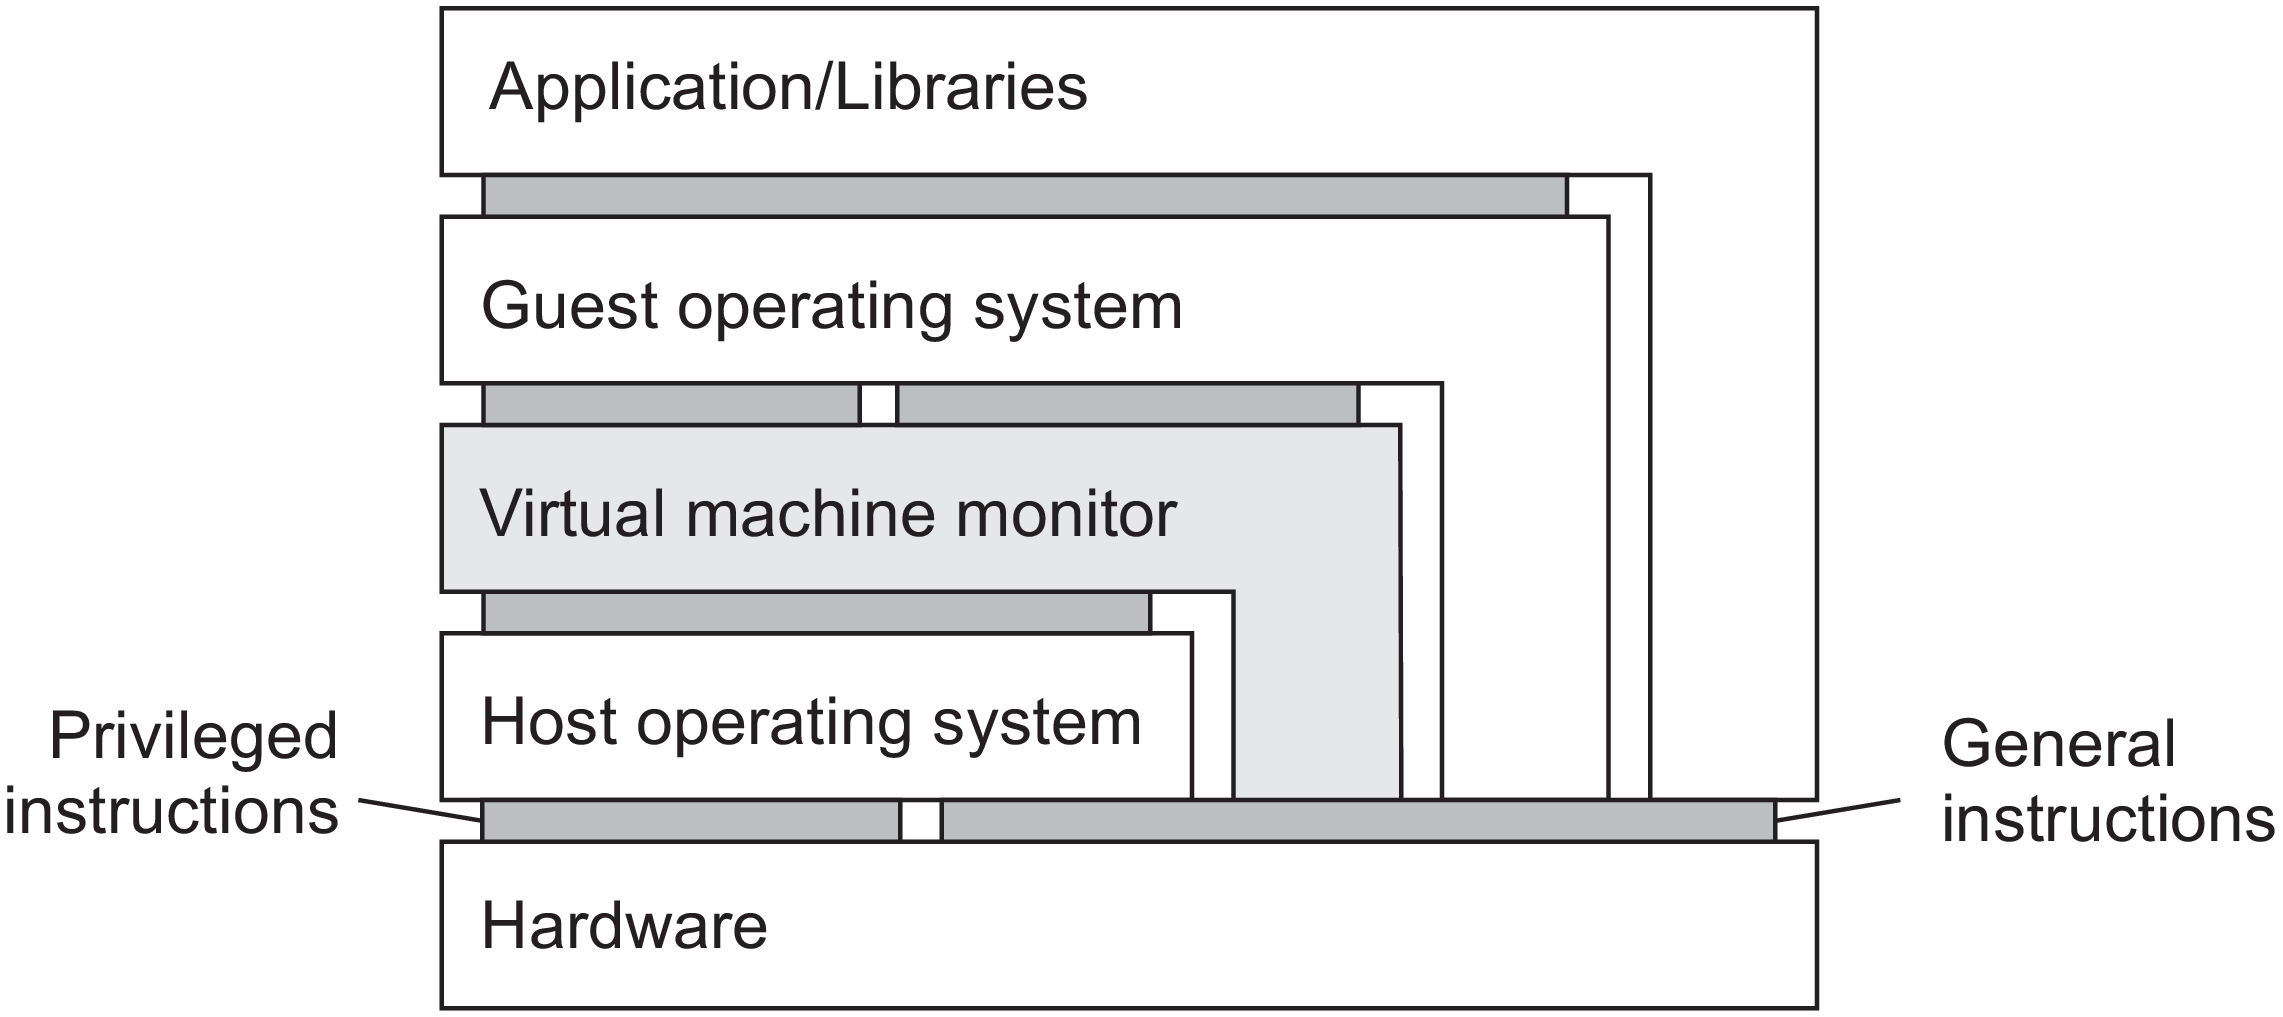 Application/Libraries
Guest operating system
Virtual machine monitor
Host operating system
Privileged
instructions
General
instructions
Hardware